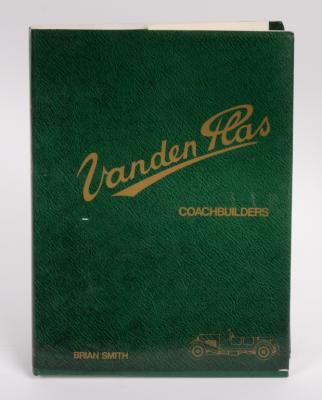 Vanden Plas
COACHBUILDERS
BRIAN SMITH